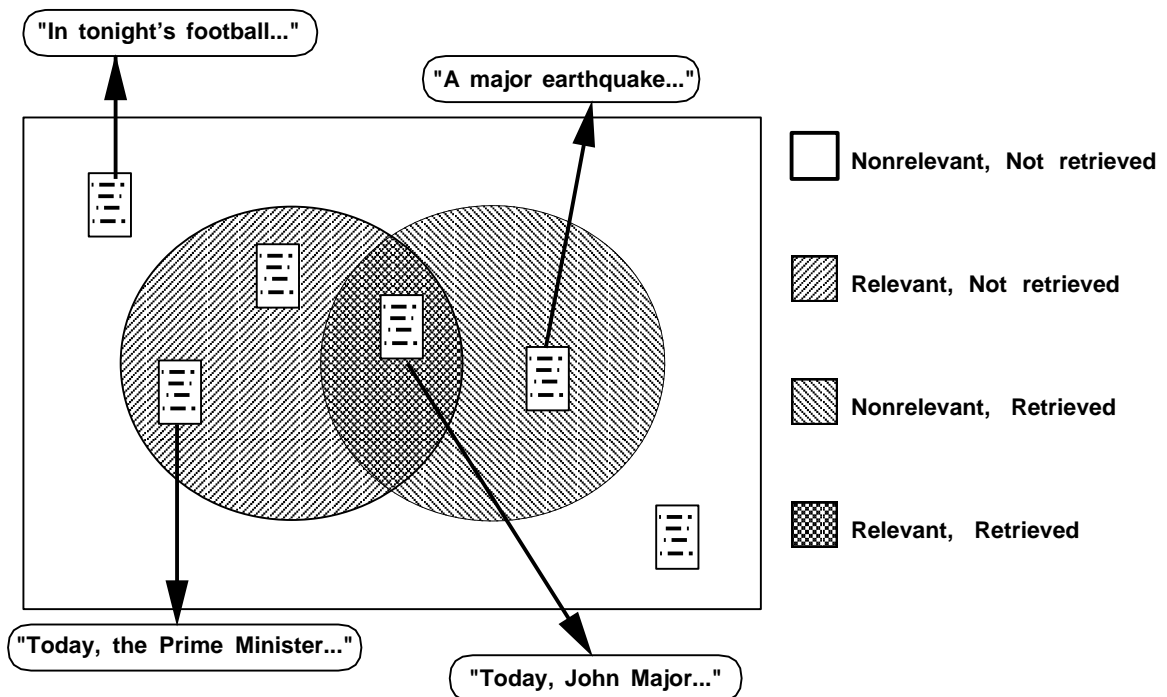 "In tonight's football..."
"A major earthquake..."
Nonrelevant, Not retrieved
Relevant, Not retrieved
Nonrelevant, Retrieved
Relevant, Retrieved
"Today, the Prime Minister..."
"Today, John Major..."